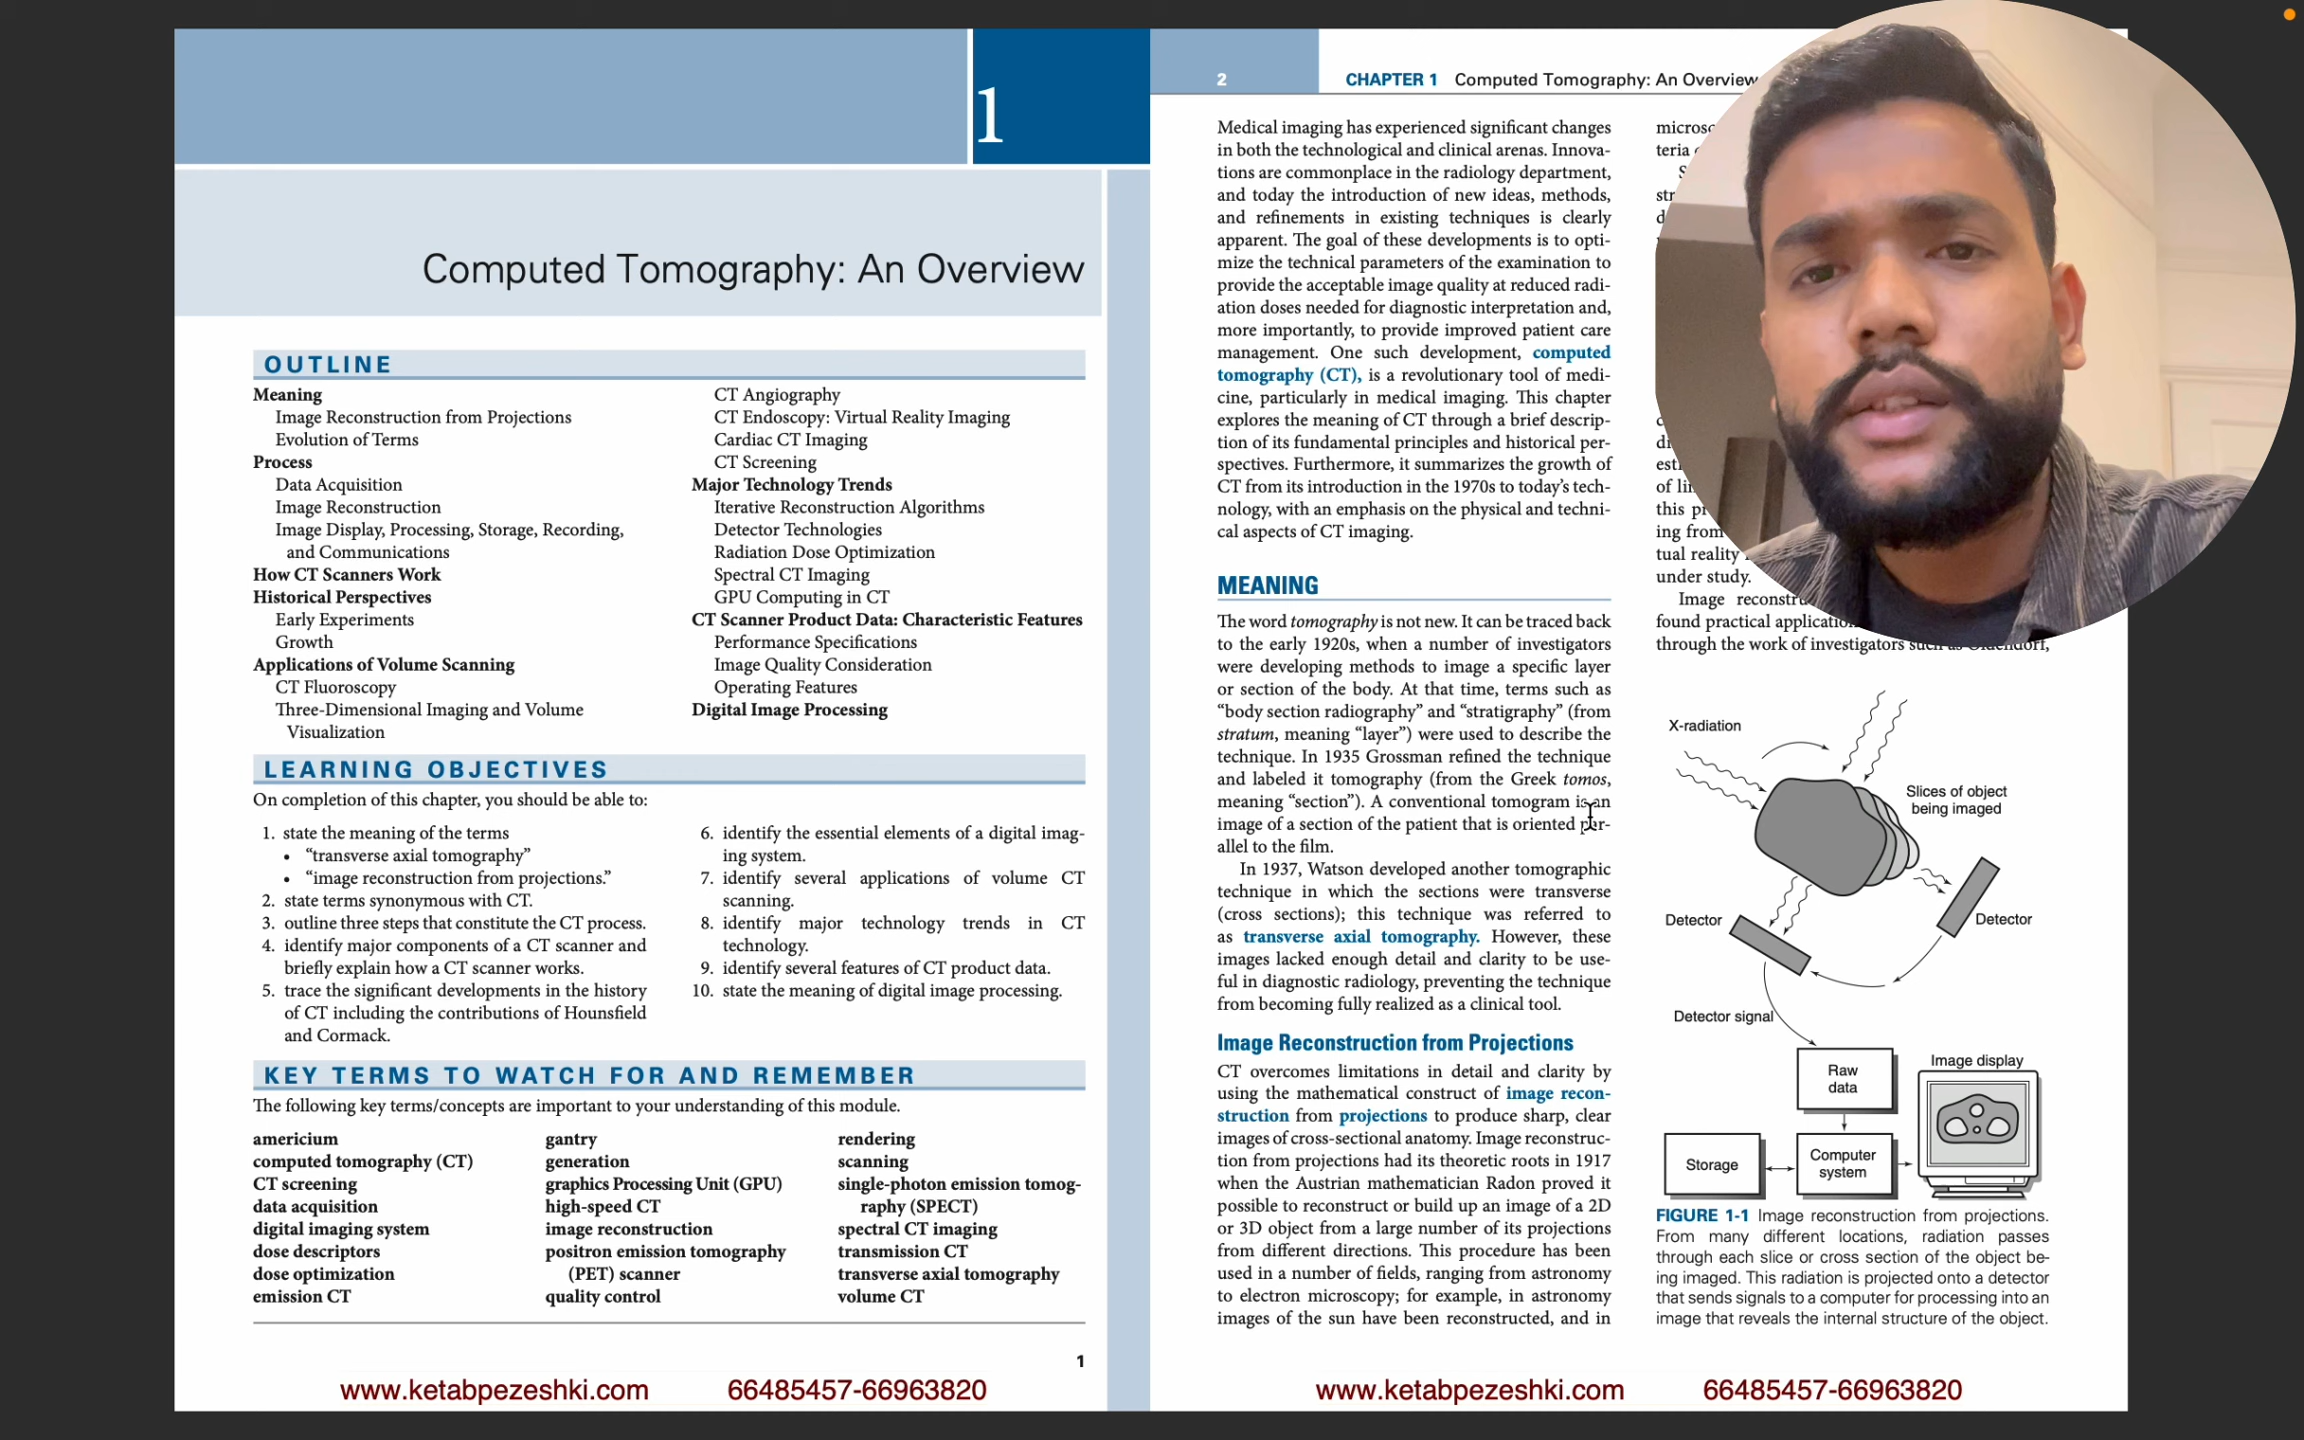 1
Computed Tomography: An Overview
OUTLINE
Meaning
Image Reconstruction from Projections
Evolution of Terms
Process
Data Acquisition
Image Reconstruction
Image Display, Processing, Storage, Recording,
and Communications
How CT Scanners Work
Historical Perspectives
Early Experiments
Growth
Applications of Volume Scanning
CT Fluoroscopy
Three-Dimensional Imaging and Volume
Visualization
CT Angiography
CT Endoscopy: Virtual Reality Imaging
Cardiac CT Imaging
CT Screening
Major Technology Trends
Iterative Reconstruction Algorithms
Detector Technologies
Radiation Dose Optimization
Spectral CT Imaging
GPU Computing in CT
CT Scanner Product Data: Characteristic Features
Performance Specifications
Image Quality Consideration
Operating Features
Digital Image Processing
LEARNING OBJECTIVES
On completion of this chapter, you should be able to:
1. state the meaning of the terms
• “transverse axial tomography”
• “image reconstruction from projections.”
2. state terms synonymous with CT.
3. outline three steps that constitute the CT process.
4. identify major components of a CT scanner and
briefly explain how a CT scanner works.
5. trace the significant developments in the history
of CT including the contributions of Hounsfield
and Cormack.
6. identify the essential elements of a digital imag-
ing system.
7. identify several applications of volume CT
scanning.
8. identify major technology trends in CT
technology.
9. identify several features of CT product data.
10. state the meaning of digital image processing.
KEY TERMS TO WATCH FOR AND REMEMBER
The following key terms/concepts are important to your understanding of this module.
americium
computed tomography (CT)
CT screening
data acquisition
digital imaging system
dose descriptors
dose optimization
emission CT
gantry
generation
graphics Processing Unit (GPU)
high-speed CT
image reconstruction
positron emission tomography
(PET) scanner
quality control
rendering
scanning
single-photon emission tomog-
raphy (SPECT)
spectral CT imaging
transmission CT
transverse axial tomography
volume CT
1
www.ketabpezeshki.com 66485457-66963820
2 CHAPTER 1 Computed Tomography: An Overview
Medical imaging has experienced significant changes
in both the technological and clinical arenas. Innova-
tions are commonplace in the radiology department,
and today the introduction of new ideas, methods,
and refinements in existing techniques is clearly
apparent. The goal of these developments is to opti-
mize the technical parameters of the examination to
provide the acceptable image quality at reduced radi-
ation doses needed for diagnostic interpretation and,
more importantly, to provide improved patient care
management. One such development, computed
tomography (CT), is a revolutionary tool of medi-
cine, particularly in medical imaging. This chapter
explores the meaning of CT through a brief descrip-
tion of its fundamental principles and historical per-
spectives. Furthermore, it summarizes the growth of
CT from its introduction in the 1970s to today’s tech-
nology, with an emphasis on the physical and techni-
cal aspects of CT imaging.
MEANING
The word tomography is not new. It can be traced back
to the early 1920s, when a number of investigators
were developing methods to image a specific layer
or section of the body. At that time, terms such as
“body section radiography” and “stratigraphy” (from
stratum, meaning “layer”) were used to describe the
technique. In 1935 Grossman refined the technique
and labeled it tomography (from the Greek tomos,
meaning “section”). A conventional tomogram is an
image of a section of the patient that is oriented par-
allel to the film.
In 1937, Watson developed another tomographic
technique in which the sections were transverse
(cross sections); this technique was referred to
as transverse axial tomography. However, these
images lacked enough detail and clarity to be use-
ful in diagnostic radiology, preventing the technique
from becoming fully realized as a clinical tool.
Image Reconstruction from Projections
CT overcomes limitations in detail and clarity by
using the mathematical construct of image recon-
struction from projections to produce sharp, clear
images of cross-sectional anatomy. Image reconstruc-
tion from projections had its theoretic roots in 1917
when the Austrian mathematician Radon proved it
possible to reconstruct or build up an image of a 2D
or 3D object from a large number of its projections
from different directions. This procedure has been
used in a number of fields, ranging from astronomy
to electron microscopy; for example, in astronomy
images of the sun have been reconstructed, and in
teria
of
this
ing from
tual reality
under study.
Image
found practical
through the work of investigators such as Oldendorf,
X-radiation
Slices of object
being imaged
Detector
Detector
Detector signal
Raw
data
Image display
Storage
Computer
system
FIGURE 1-1 Image reconstruction from projections.
From many different locations, radiation passes
through each slice or cross section of the object be-
ing imaged. This radiation is projected onto a detector
that sends signals to a computer for processing into an
image that reveals the internal structure of the object.
www.ketabpezeshki.com 66485457-66963820